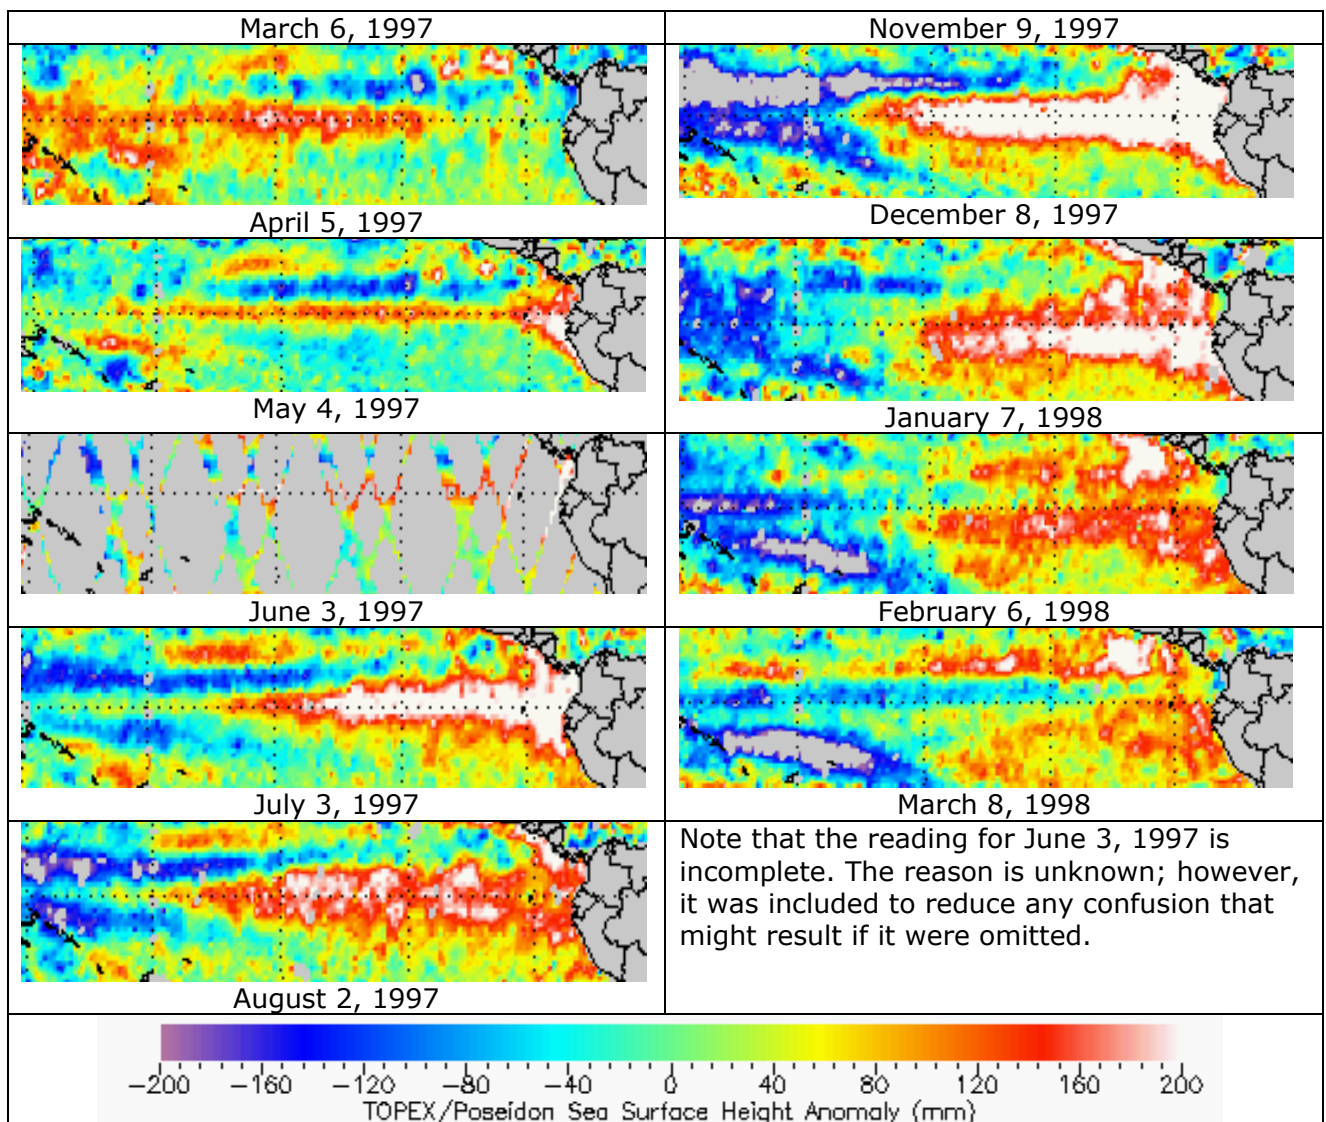 March 6, 1997
November 9, 1997
April 5, 1997
December 8, 1997
May 4, 1997
January 7, 1998
June 3, 1997
February 6, 1998
July 3, 1997
March 8, 1998
August 2, 1997
Note that the reading for June 3, 1997 is
incomplete. The reason is unknown; however,
it was included to reduce any confusion that
might result if it were omitted.
−200 −160 −120 −80 −40 0 40 80 120 160 200
TOPEX/Poseidon Sea Surface Height Anomaly (mm)